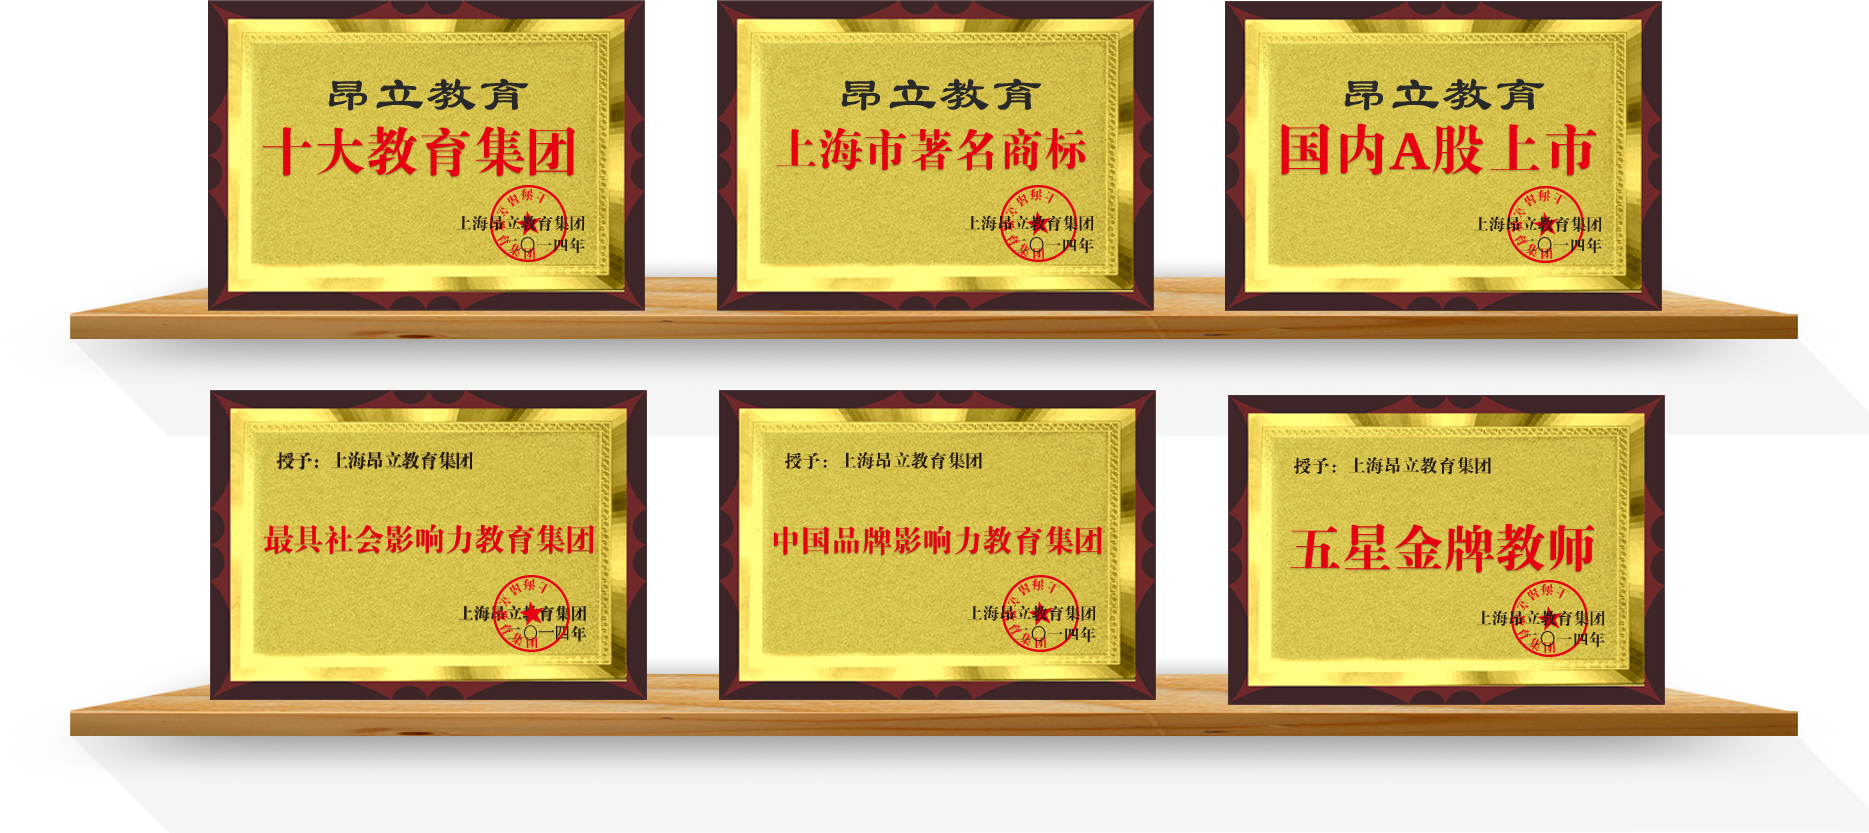 昂立教育
十大教育集团
上海昂立教育集团
二〇一四年
昂立教育
上海市著名商标
上海昂立教育集团
二〇一四年
昂立教育
国内A股上市
上海昂立教育集团
二〇一四年
授予：上海昂立教育集团
最具社会影响力教育集团
上海昂立教育集团
二〇一四年
授予：上海昂立教育集团
中国品牌影响力教育集团
上海昂立教育集团
二〇一四年
授予：上海昂立教育集团
五星金牌教师
上海昂立教育集团
二〇一四年